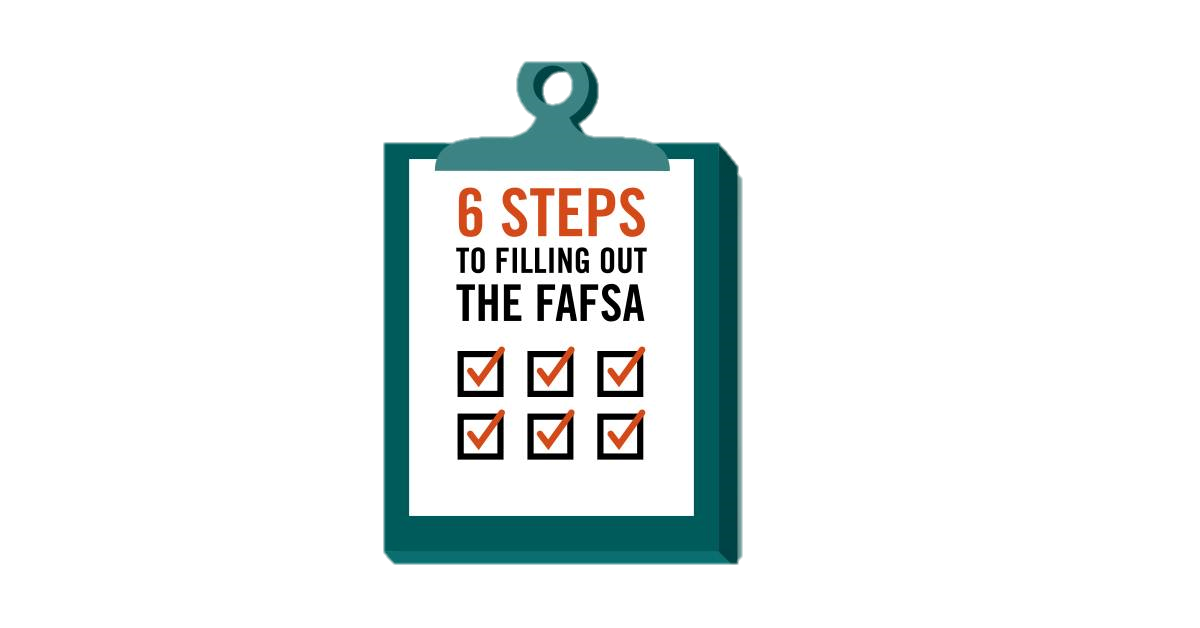 6 STEPS
TO FILLING OUT
THE FAFSA